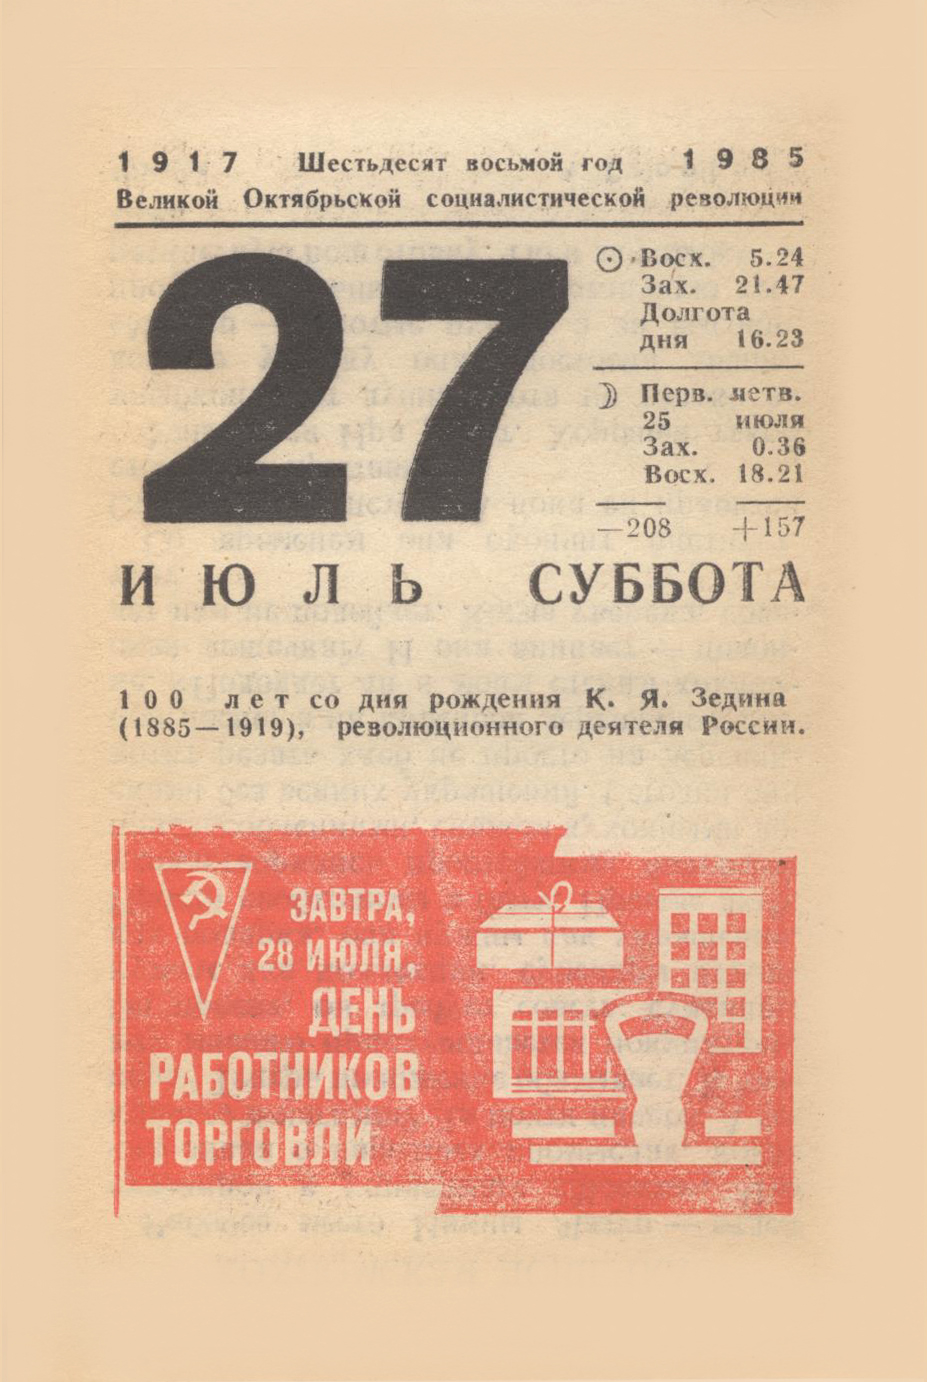 1917 Шестьдесят восьмой год 1985
Великой Октябрьской социалистической революции
27
Восх. 5.24
Зах. 21.47
Долгота
дня 16.23
Перв. четв.
25 июля
Зах. 0.36
Восх. 18.21
—208 +157
ИЮЛЬ СУББОТА
100 лет со дня рождения К. Я. Зедина
(1885—1919), революционного деятеля России.
ЗАВТРА,
28 ИЮЛЯ,
ДЕНЬ
РАБОТНИКОВ
ТОРГОВЛИ